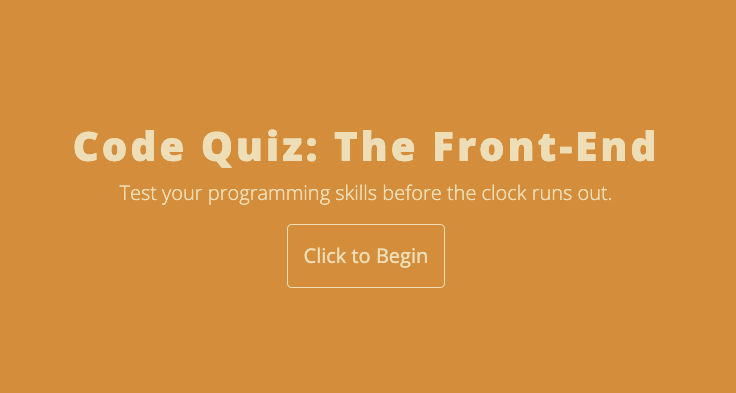 Code Quiz: The Front-End
Test your programming skills before the clock runs out.
Click to Begin